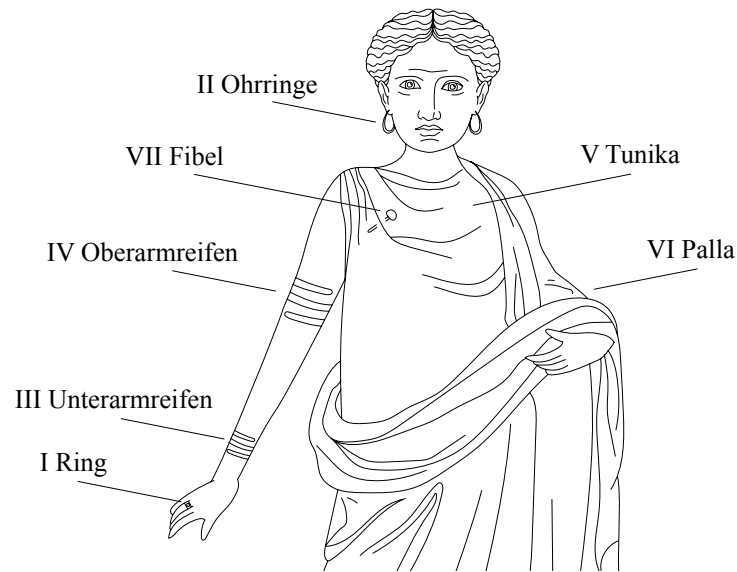 II Ohrringe
VII Fibel
V Tunika
IV Oberarmreifen
VI Palla
III Unterarmreifen
I Ring